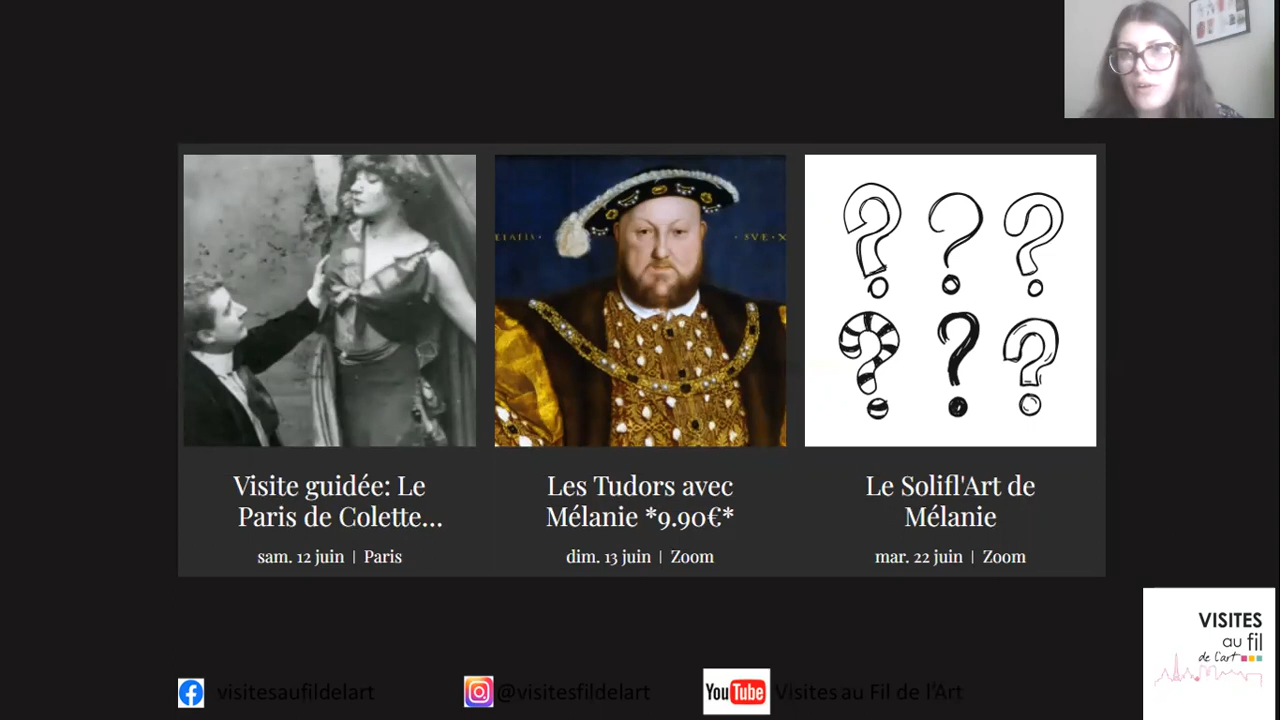 ELATIS·
· SVE · X
Visite guidée: Le
Paris de Colette...
sam. 12 juin | Paris
Les Tudors avec
Mélanie *9.90€*
dim. 13 juin | Zoom
Le Solifl'Art de
Mélanie
mar. 22 juin | Zoom
VISITES
au fil
de l'art
visitesaufildelart
@visitesfildelart
YouTube
Visites au Fil de l'Art